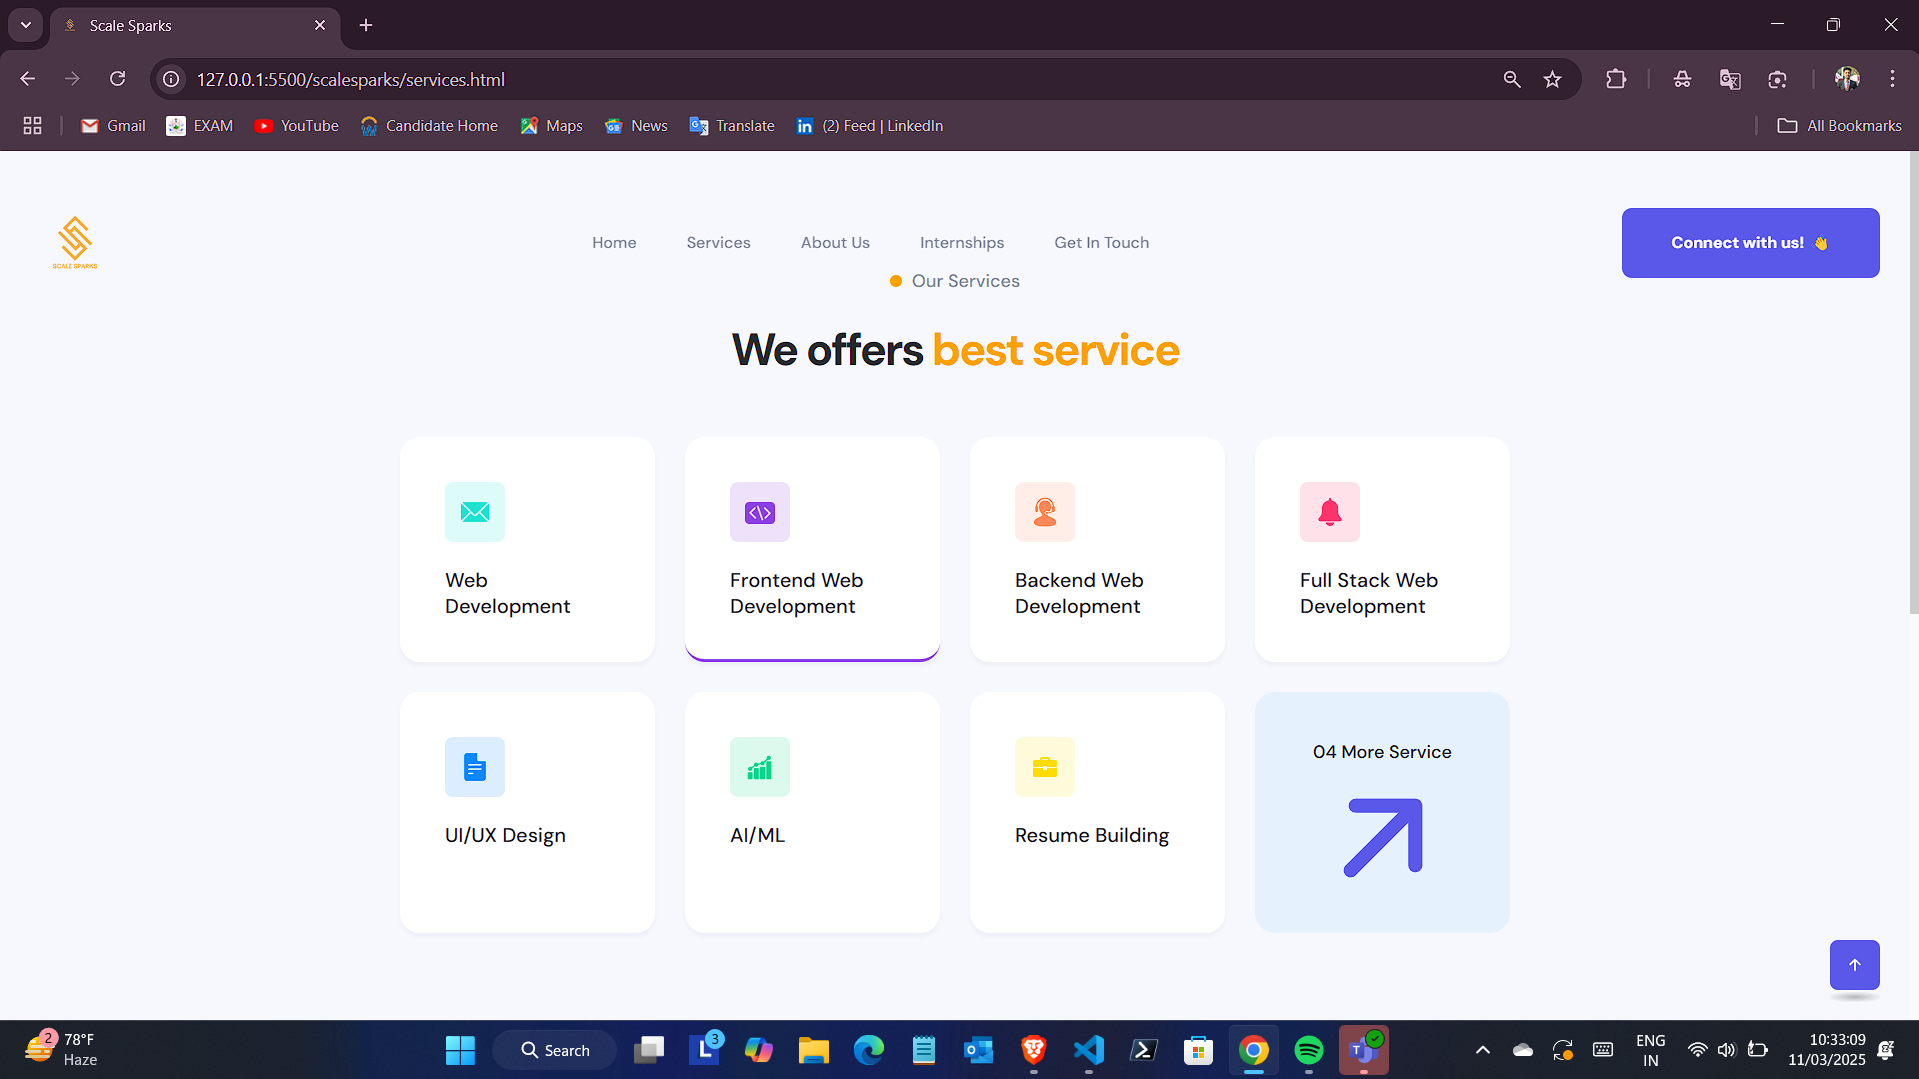 Scale Sparks
127.0.0.1:5500/scalesparks/services.html
Gmail
EXAM
YouTube
Candidate Home
Maps
News
Translate
(2) Feed | LinkedIn
All Bookmarks
SCALE SPARKS
Home
Services
About Us
Internships
Get In Touch
Connect with us! 👋
Our Services
We offers best service
Web
Development
Frontend Web
Development
Backend Web
Development
Full Stack Web
Development
UI/UX Design
AI/ML
Resume Building
04 More Service
2
78°F
Haze
Search
L
3
ENG
IN
10:33:09
11/03/2025